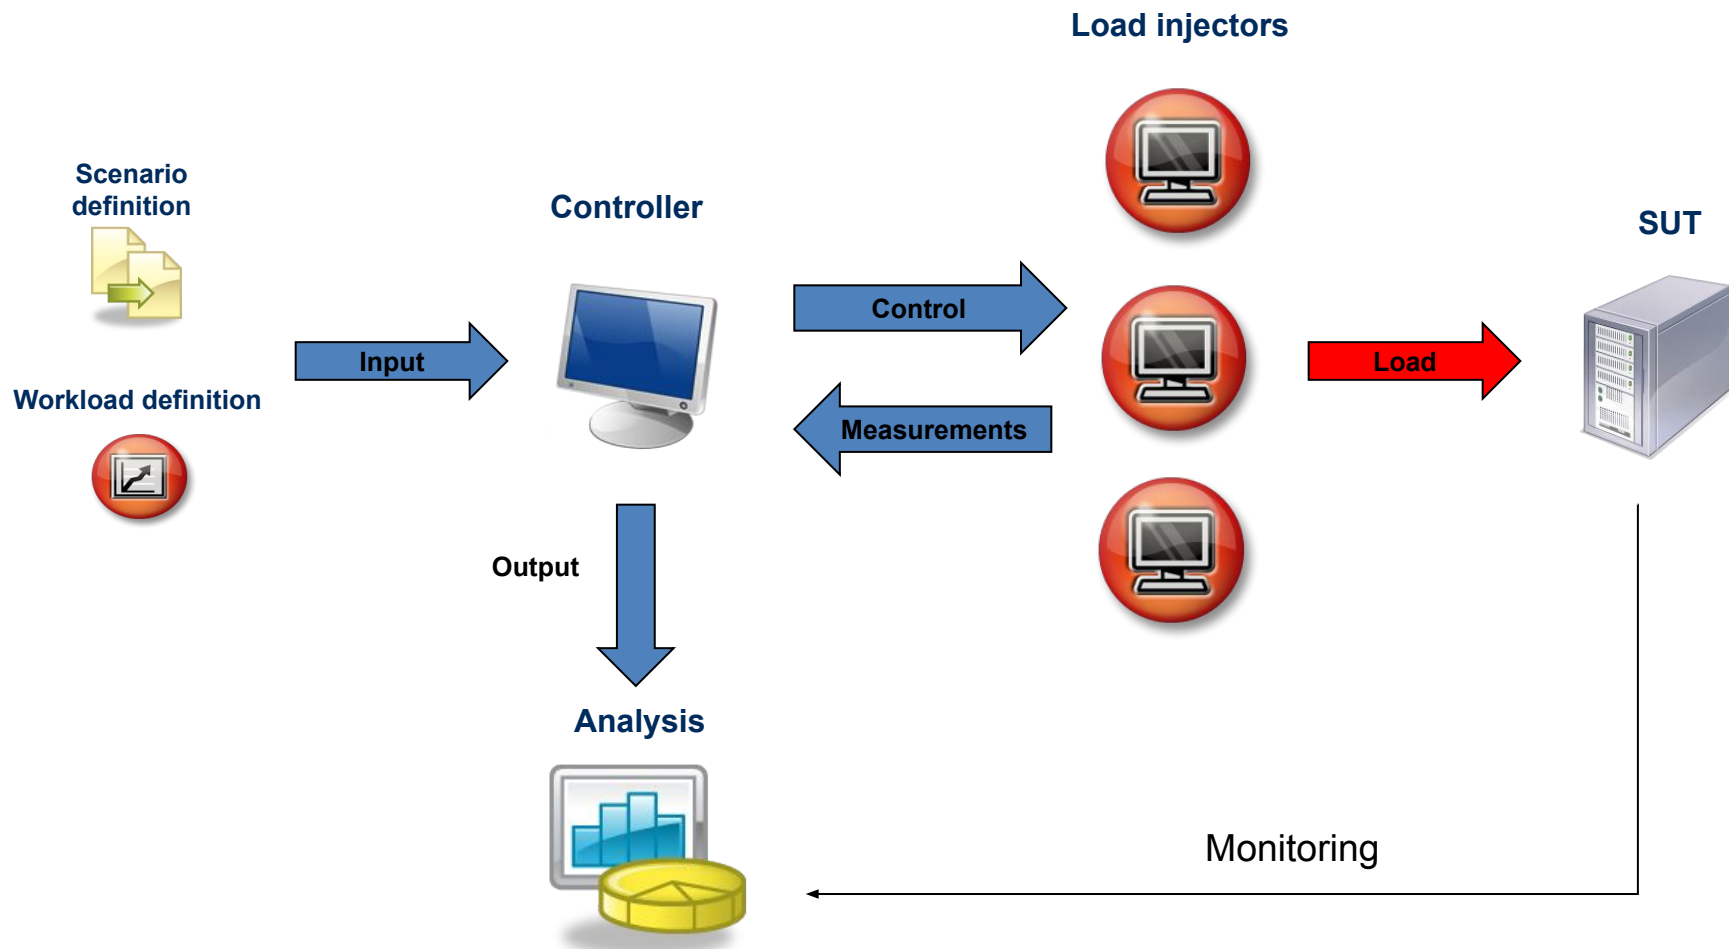 Load injectors
Scenario
definition
Controller
SUT
Control
Input
Load
Workload definition
Measurements
Output
Analysis
Monitoring